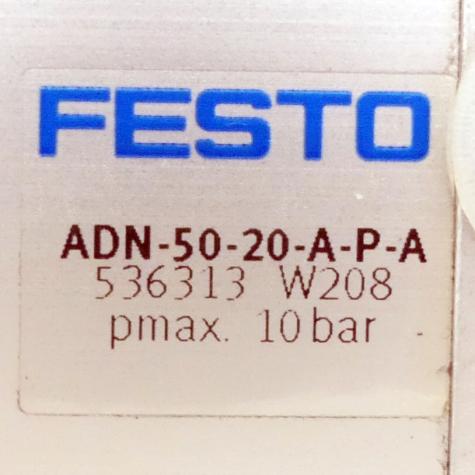 FESTO
ADN-50-20-A-P-A
536313 W208
pmax. 10 bar